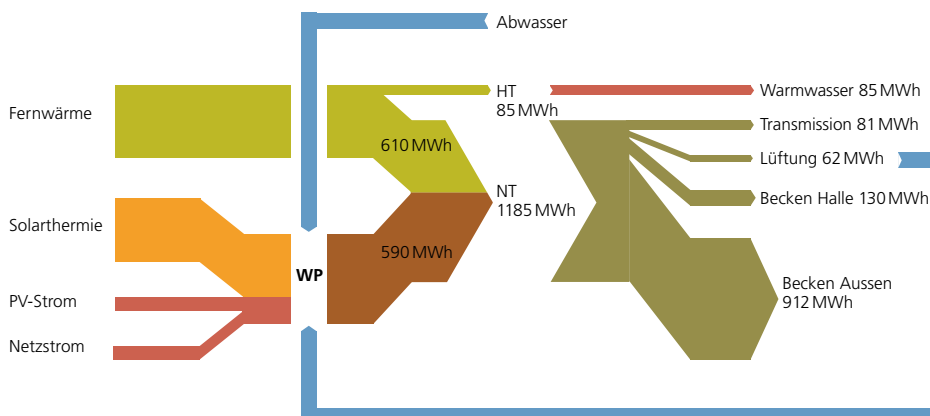 Abwasser
Fernwärme
HT
85 MWh
Warmwasser 85 MWh
Transmission 81 MWh
610 MWh
Lüftung 62 MWh
Becken Halle 130 MWh
NT
1185 MWh
Solarthermie
590 MWh
WP
Becken Aussen
912 MWh
PV-Strom
Netzstrom